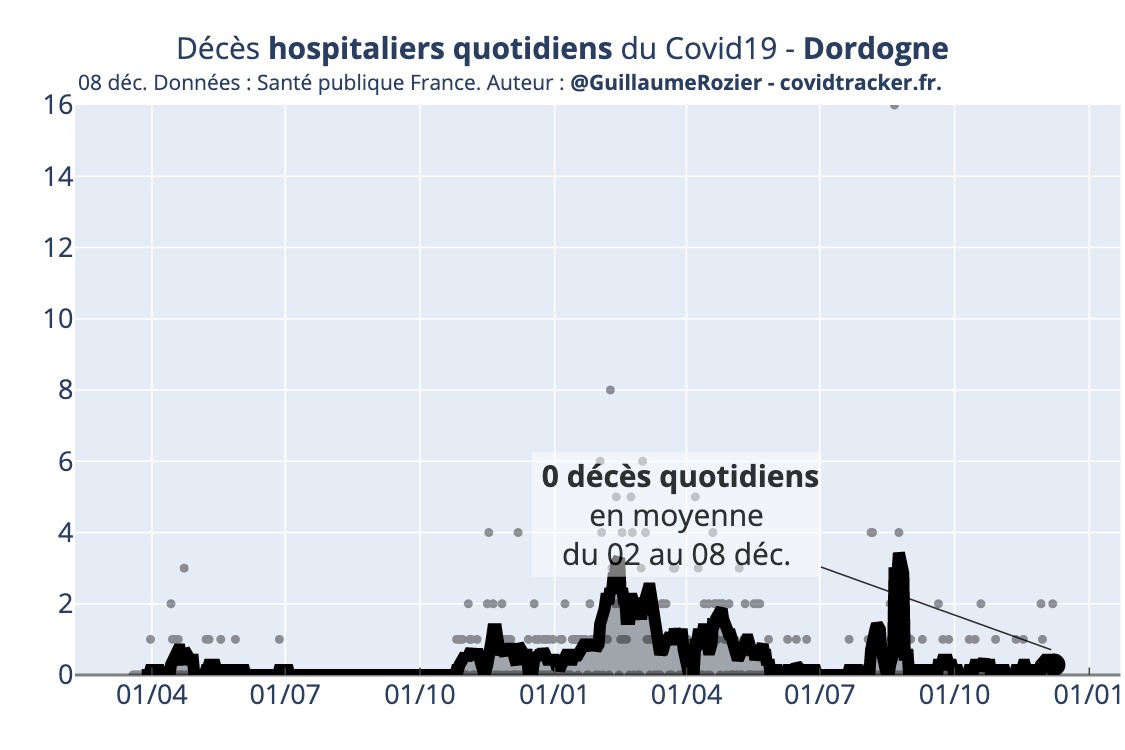 Décès hospitaliers quotidiens du Covid19 - Dordogne
08 déc. Données : Santé publique France. Auteur : @GuillaumeRozier - covidtracker.fr.
16
14
12
10
8
6
4
2
0
0 décès quotidiens
en moyenne
du 02 au 08 déc.
01/04 01/07 01/10 01/01 01/04 01/07 01/10 01/01